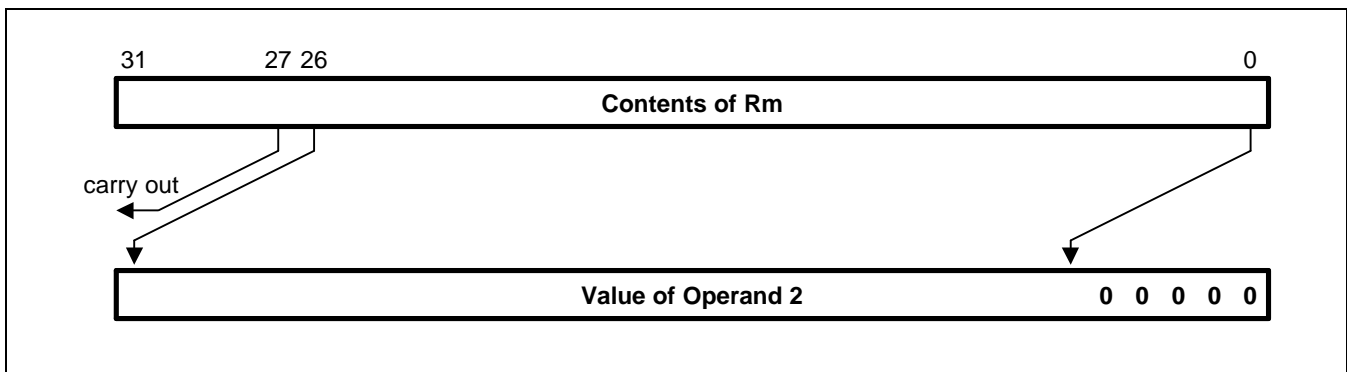 31 27 26 0
Contents of Rm
carry out
Value of Operand 2 0 0 0 0 0